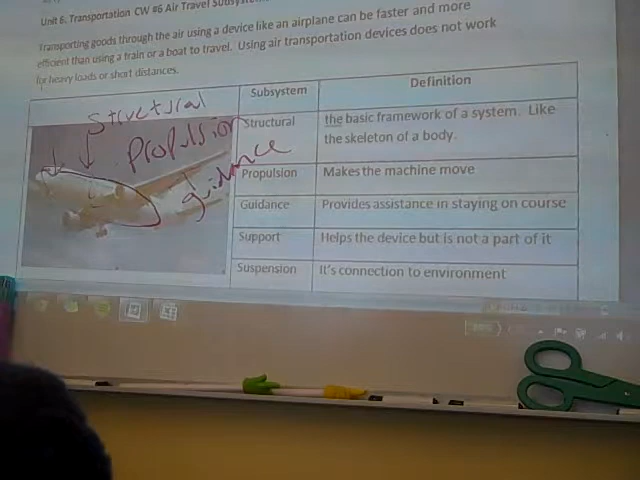 Unit 6. Transportation CW #6 Air Travel Subsystem
Transporting goods through the air using a device like an airplane can be faster and more
efficient than using a train or a boat to travel. Using air transportation devices does not work
for heavy loads or short distances.
Subsystem Definition
Structural the basic framework of a system. Like
the skeleton of a body.
Propulsion Makes the machine move
Guidance Provides assistance in staying on course
Support Helps the device but is not a part of it
Suspension It's connection to environment
Structural
Propulsion
guidance